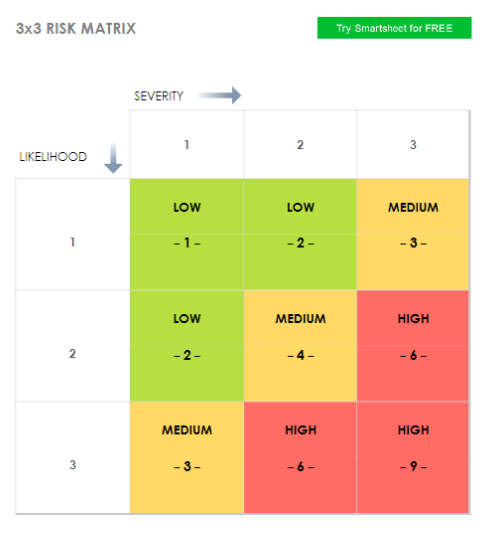 3x3 RISK MATRIX
Try Smartsheet for FREE
SEVERITY
LIKELIHOOD
1 2 3
LOW LOW MEDIUM
1 – 1 – – 2 – – 3 –
LOW MEDIUM HIGH
2 – 2 – – 4 – – 6 –
MEDIUM HIGH HIGH
3 – 3 – – 6 – – 9 –